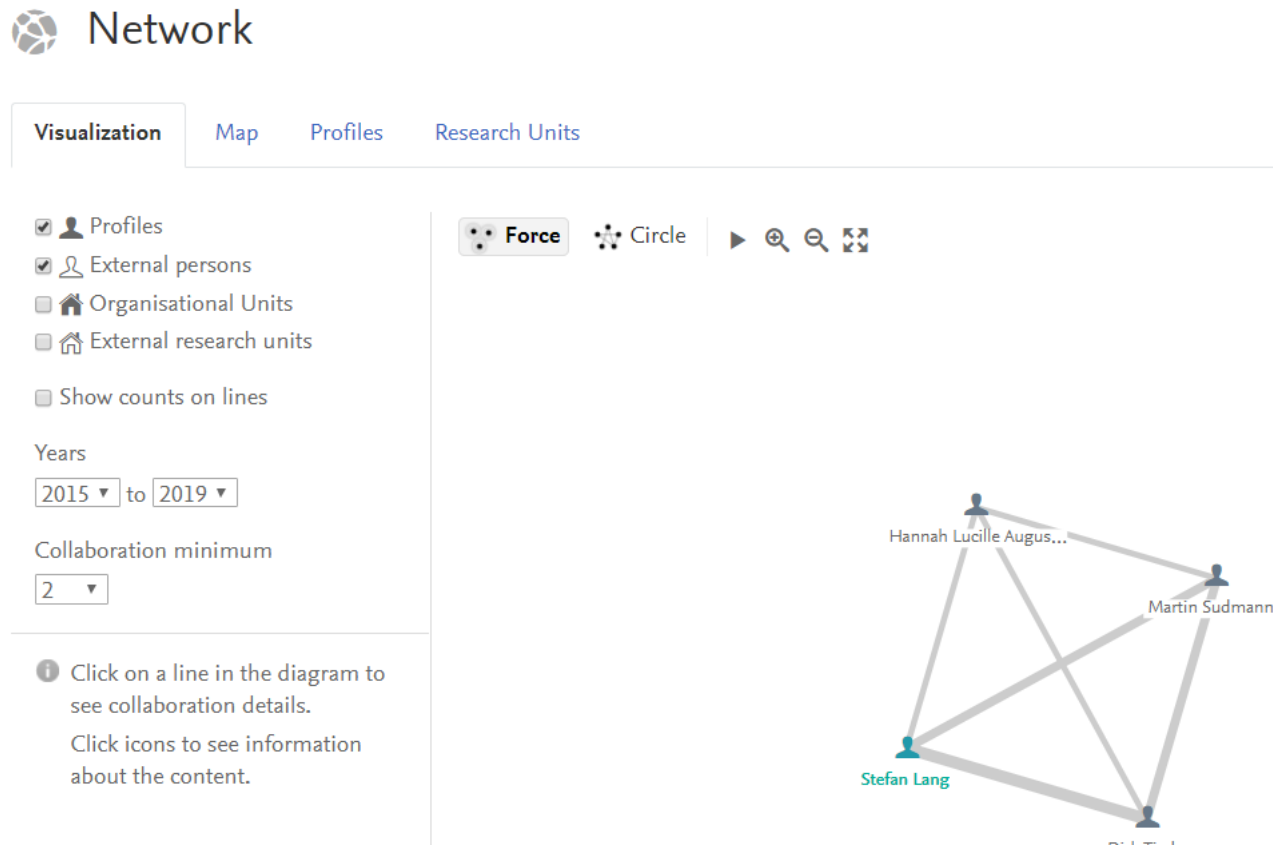 Network
Visualization Map Profiles Research Units
Profiles
External persons
Organisational Units
External research units
Show counts on lines
Years
2015 to 2019
Collaboration minimum
2
Click on a line in the diagram to
see collaboration details.
Click icons to see information
about the content.
Force Circle
Hannah Lucille Augus...
Martin Sudmann
Stefan Lang